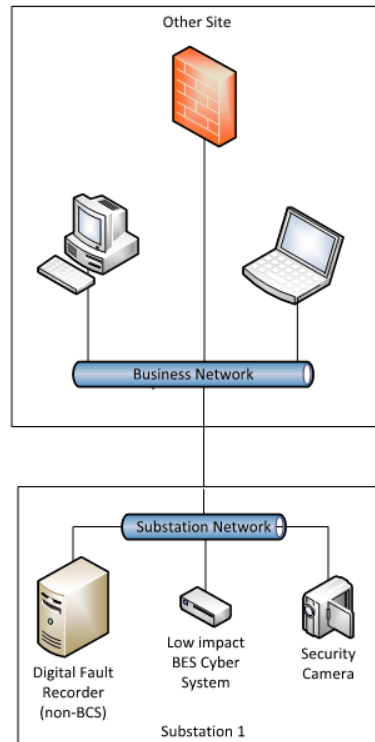 Other Site
Business Network
Substation Network
Digital Fault
Recorder
(non-BCS)
Low impact
BES Cyber
System
Security
Camera
Substation 1